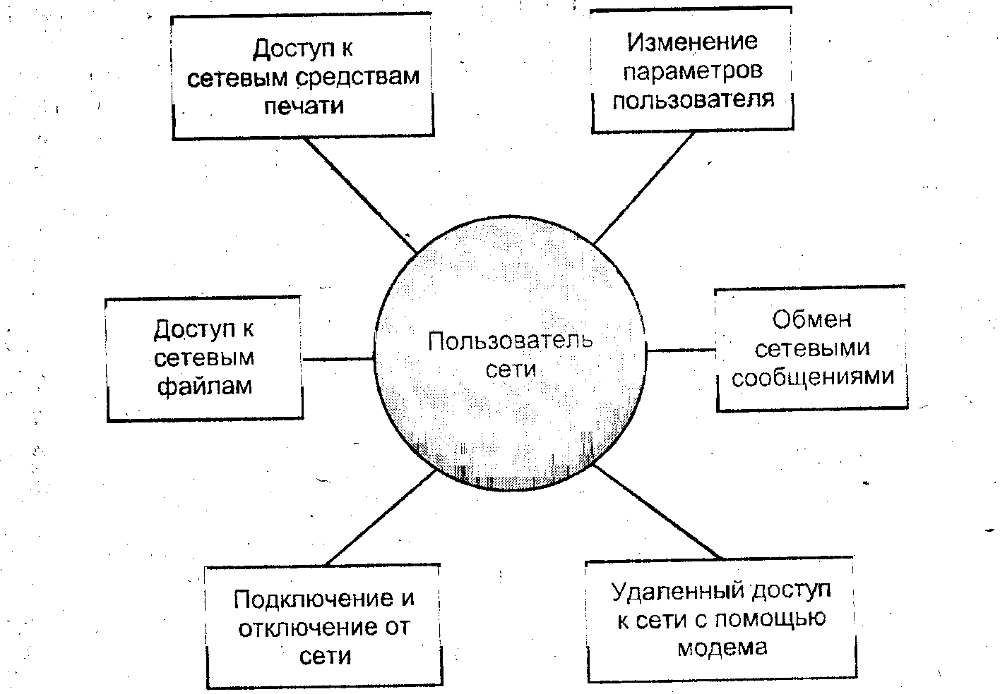 Доступ к
сетевым средствам
печати
Изменение
параметров
пользователя
Доступ к
сетевым
файлам
Пользователь
сети
Обмен
сетевыми
сообщениями
Подключение и
отключение от
сети
Удаленный доступ
к сети с помощью
модема